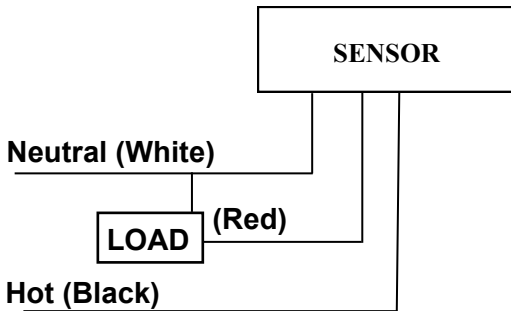 SENSOR
Neutral (White)
(Red)
LOAD
Hot (Black)